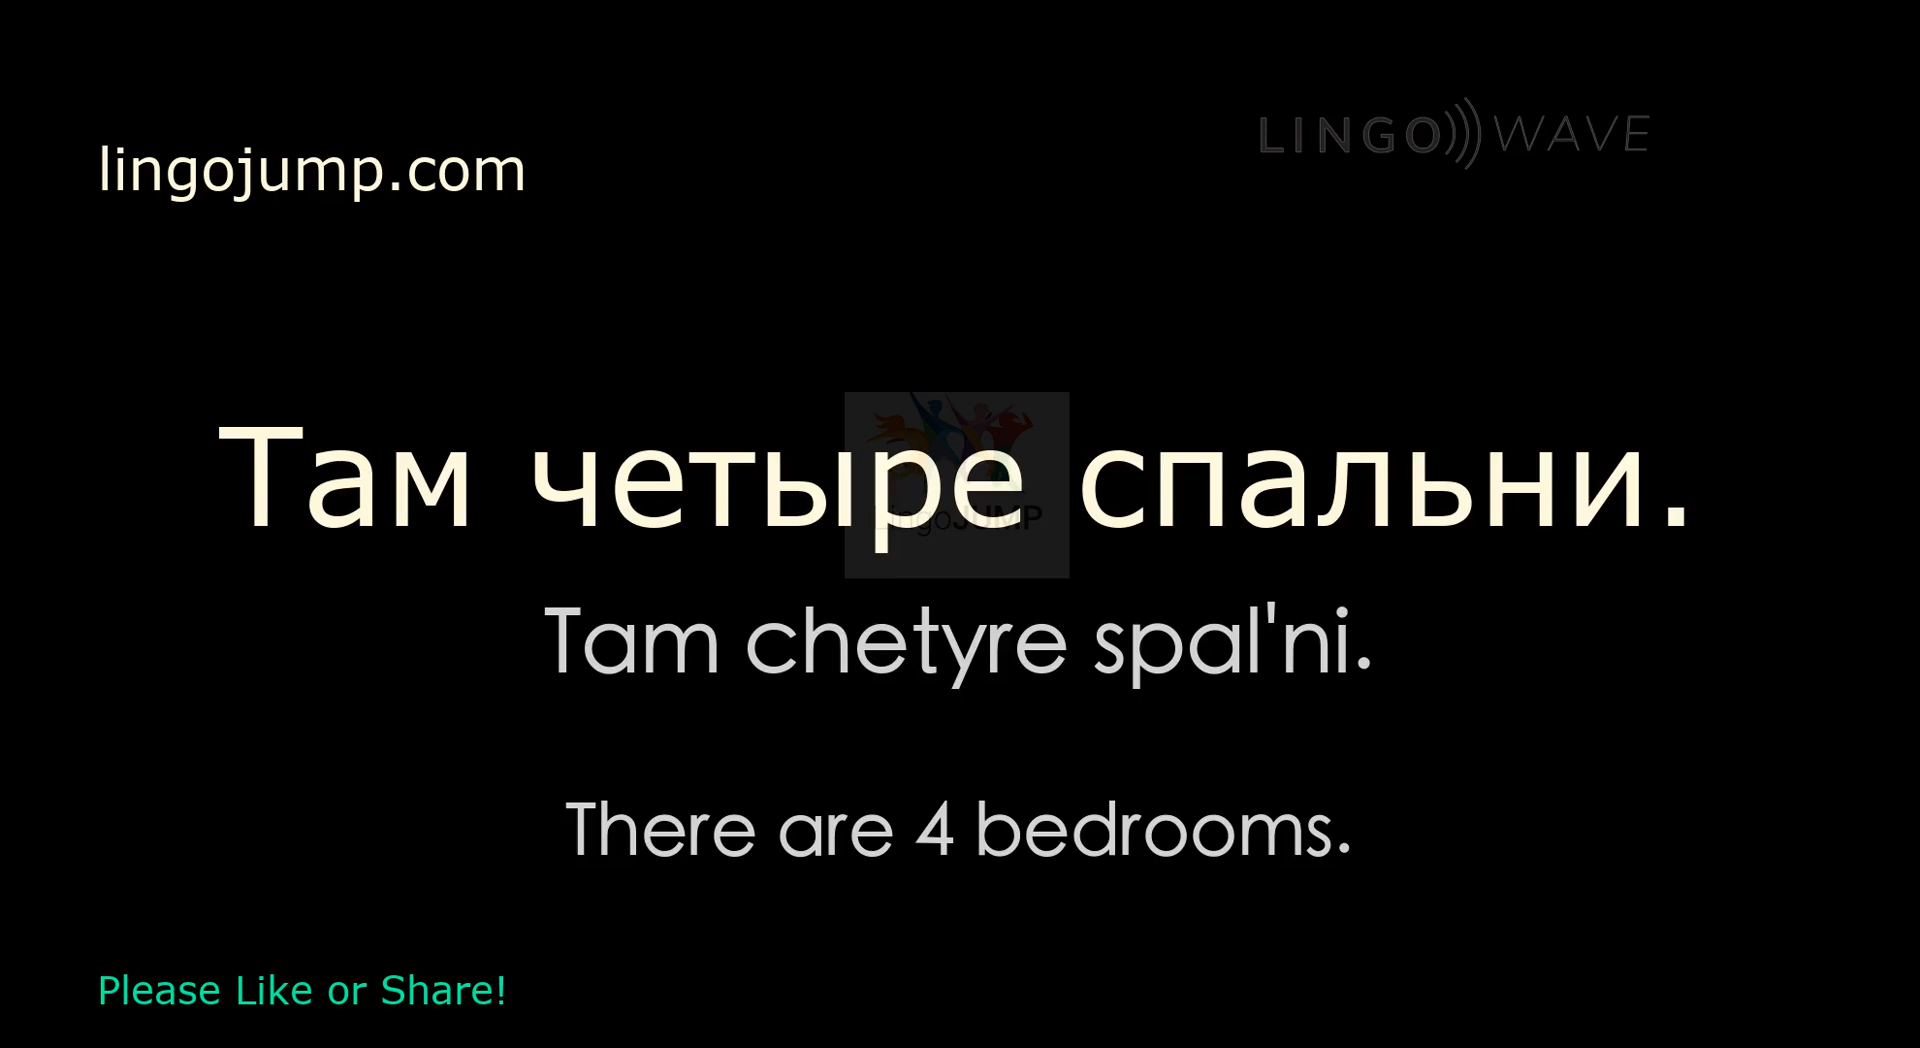 lingojump.com
LINGO WAVE
Там четыре спальни.
LingoJUMP
Tam chetyre spal'ni.
There are 4 bedrooms.
Please Like or Share!